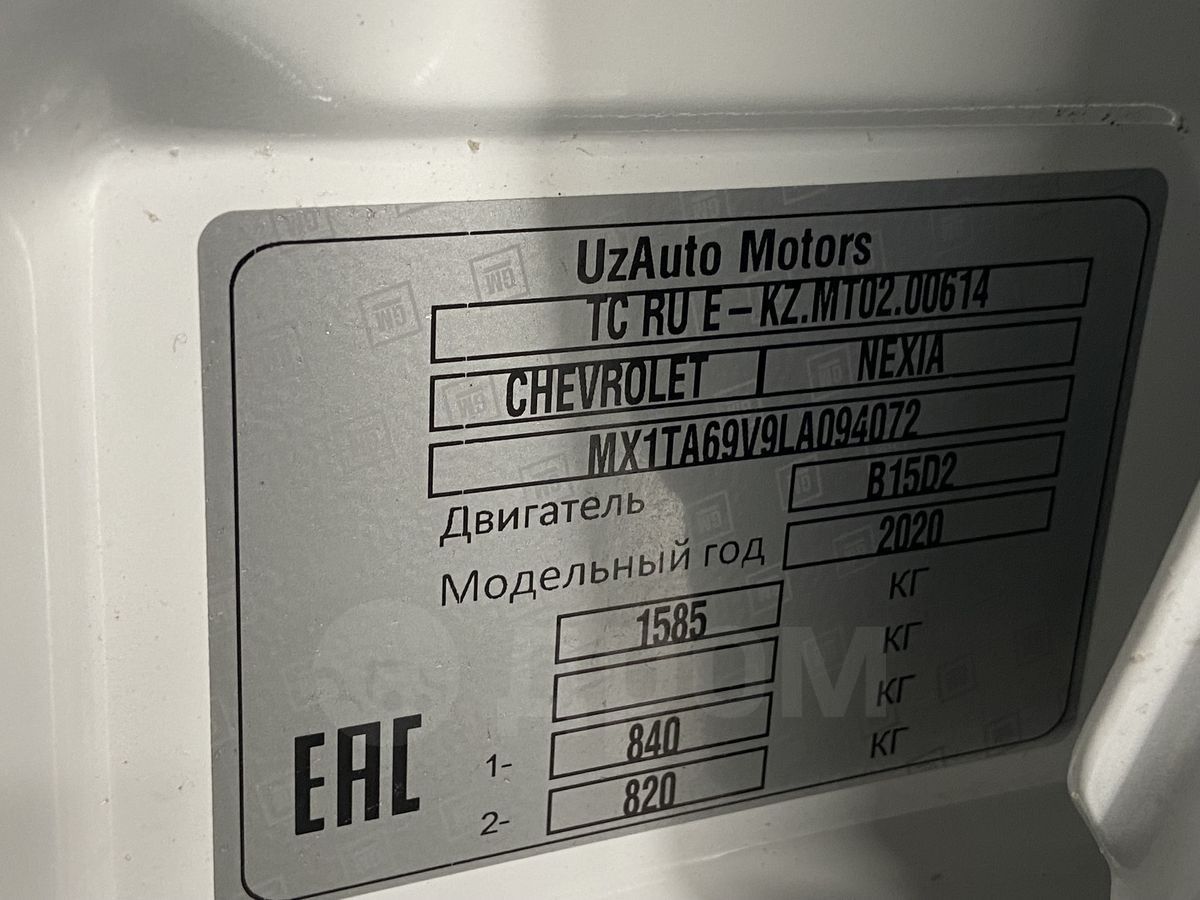 UzAuto Motors
TC RU E-KZ.MT02.00614
CHEVROLET NEXIA
MX1TA69V9LA094072
Двигатель B15D2
Модельный год 2020
1585 КГ
КГ
1- 840 КГ
2- 820 КГ
EAC